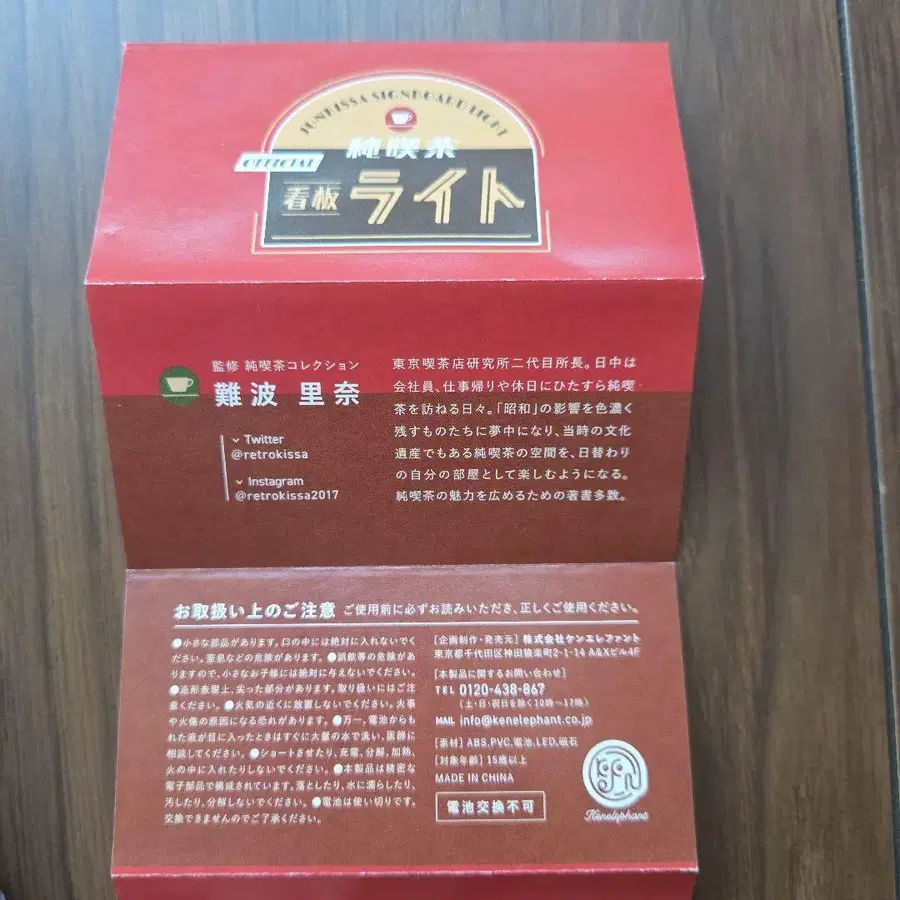 JUNKISSA SIGNBOARD LIGHT
純喫茶
OFFICIAL
看板 ライト
監修 純喫茶コレクション
難波 里奈
Twitter
@retrokissa
Instagram
@retrokissa2017
東京喫茶店研究所二代目所長。日中は
会社員、仕事帰りや休日にひたすら純喫
茶を訪ねる日々。「昭和」の影響を色濃く
残すものたちに夢中になり、当時の文化
遺産でもある純喫茶の空間を、日替わり
の自分の部屋として楽しむようになる。
純喫茶の魅力を広めるための著書多数。
お取扱い上のご注意 ご使用前に必ずお読みいただき、正しくご使用ください。
●小さな部品があります。口の中には絶対に入れないでく
ださい。窒息などの危険があります。●誤飲等の危険があ
りますので、小さなお子様には絶対に与えないでください。
●造形表現上、尖った部分があります。取り扱いにはご注
意ください。●火気の近くに放置しないでください。火事
や火傷の原因になる恐れがあります。●万一、電池からも
れた液が目に入ったときはすぐに大量の水で洗い、医師に
相談してください。●ショートさせたり、充電、分解、加熱、
火の中に入れたりしないでください。●本製品は精密な
電子部品で構成されています。落としたり、水に濡らしたり、
汚したり、分解しないでください。●電池は使い切りです。
交換できませんのでご了承ください。
[企画制作・発売元] 株式会社ケンエレファント
東京都千代田区神田猿楽町2-1-14 A&Xビル4F
[本製品に関するお問い合わせ]
TEL 0120-438-867
(土・日・祝日を除く10時〜17時)
MAIL info@kenelephant.co.jp
[素材] ABS,PVC,電池,LED,磁石
[対象年齢] 15歳以上
MADE IN CHINA
電池交換不可
Kenelephant